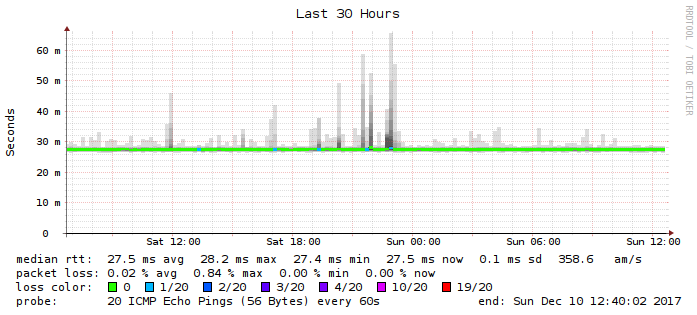 Last 30 Hours
RRDTOOL / TOBI OETIKER
Seconds
60 m
50 m
40 m
30 m
20 m
10 m
0
Sat 12:00 Sat 18:00 Sun 00:00 Sun 06:00 Sun 12:00
median rtt: 27.5 ms avg 28.2 ms max 27.4 ms min 27.5 ms now 0.1 ms sd 358.6 am/s
packet loss: 0.02 % avg 0.84 % max 0.00 % min 0.00 % now
loss color: 0 1/20 2/20 3/20 4/20 10/20 19/20
probe: 20 ICMP Echo Pings (56 Bytes) every 60s end: Sun Dec 10 12:40:02 2017